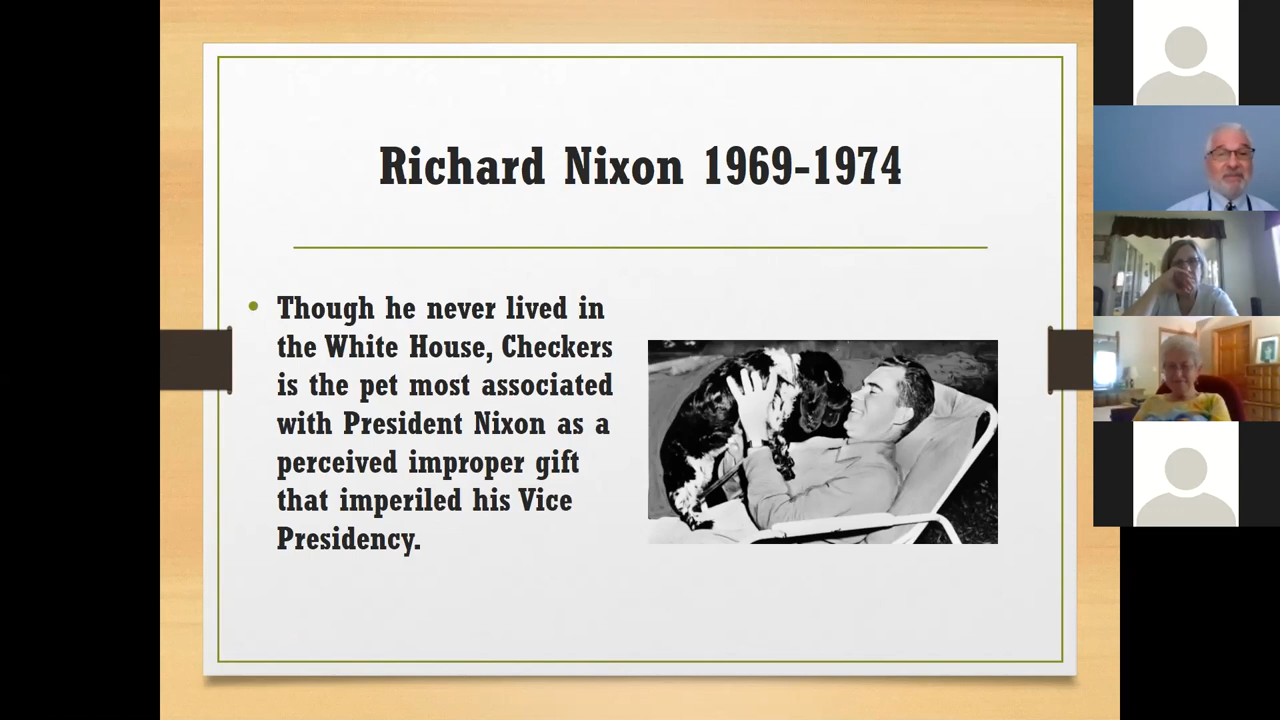 Richard Nixon 1969-1974
Though he never lived in
the White House, Checkers
is the pet most associated
with President Nixon as a
perceived improper gift
that imperiled his Vice
Presidency.